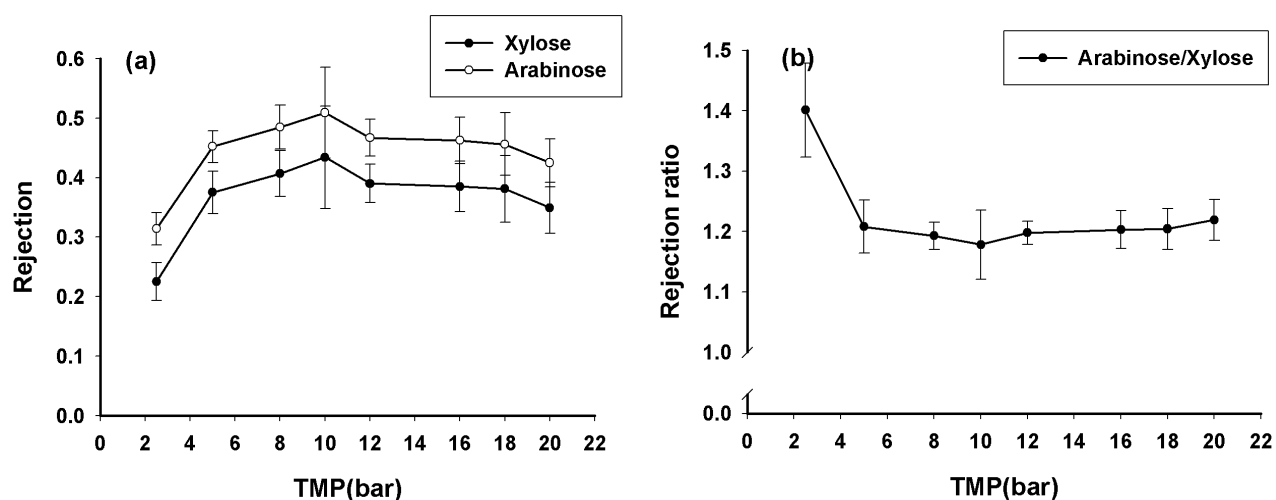 (a)
Xylose
Arabinose
0.6
0.5
0.4
0.3
0.2
0.1
0.0
Rejection
0 2 4 6 8 10 12 14 16 18 20 22
TMP(bar)
(b)
Arabinose/Xylose
1.5
1.4
1.3
1.2
1.1
1.0
0.0
Rejection ratio
0 2 4 6 8 10 12 14 16 18 20 22
TMP(bar)